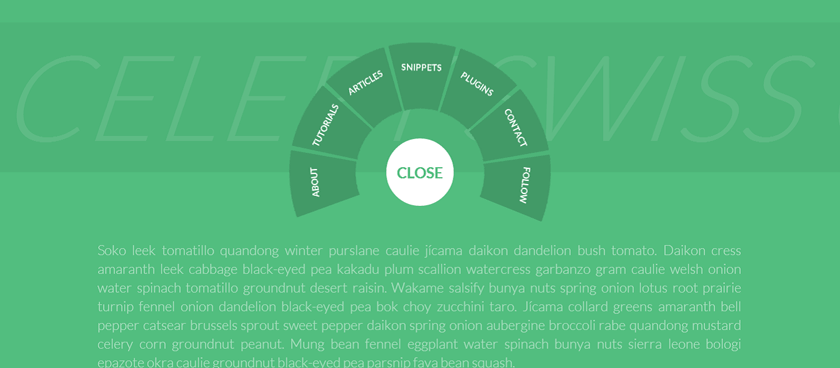 CELE
SWISS
ABOUT
TUTORIALS
ARTICLES
SNIPPETS
PLUGINS
CONTACT
FOLLOW
CLOSE
Soko leek tomatillo quandong winter purslane caulie jicama daikon dandelion bush tomato. Daikon cress
amaranth leek cabbage black-eyed pea kakadu plum scallion watercress garbanzo gram caulie welsh onion
water spinach tomatillo groundnut desert raisin. Wakame salsify bunya nuts spring onion lotus root prairie
turnip fennel onion dandelion black-eyed pea bok choy zucchini taro. Jicama collard greens amaranth bell
pepper catsear brussels sprout sweet pepper daikon spring onion aubergine broccoli rabe quandong mustard
celery corn groundnut peanut. Mung bean fennel eggplant water spinach bunya nuts sierra leone bologi
epazote okra caulie groundnut black-eyed pea parsnip fava bean squash.